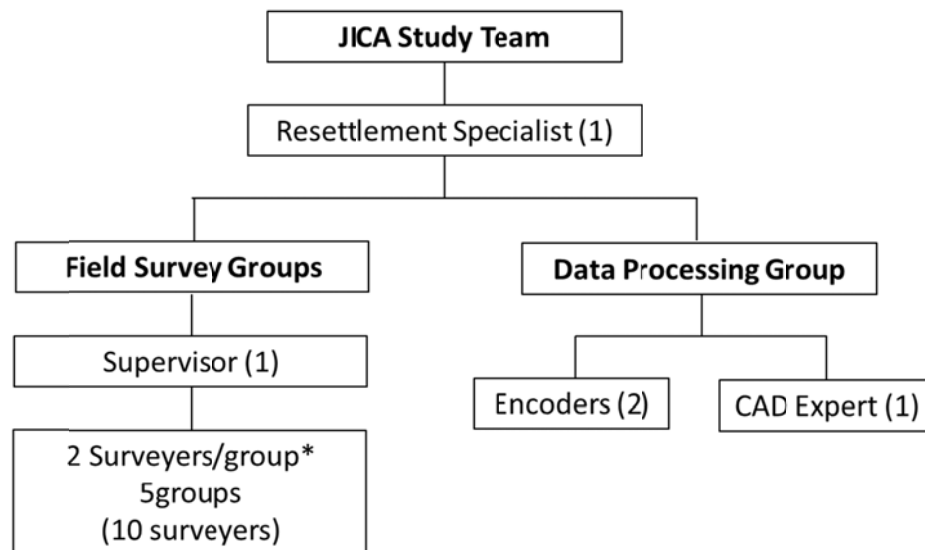 JICA Study Team
Resettlement Specialist (1)
Field Survey Groups
Data Processing Group
Supervisor (1)
Encoders (2)
CAD Expert (1)
2 Surveyers/group*
5groups
(10 surveyers)